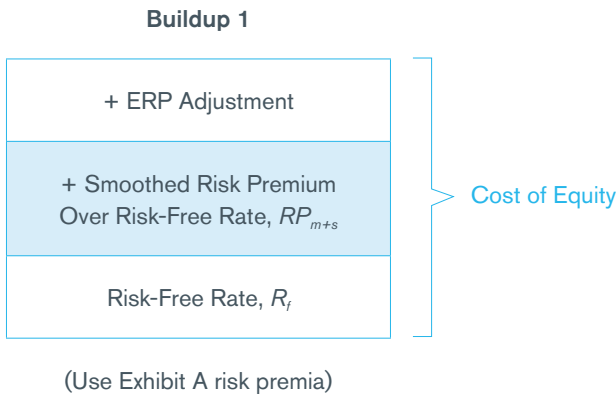 Buildup 1
+ ERP Adjustment
+ Smoothed Risk Premium
Over Risk-Free Rate, RPm+s
Cost of Equity
Risk-Free Rate, Rf
(Use Exhibit A risk premia)